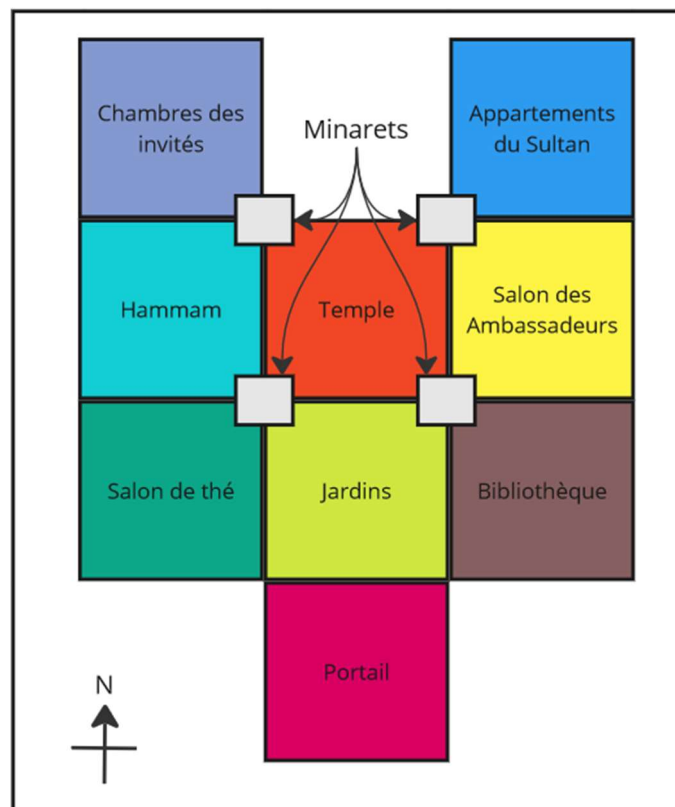 Chambres des
invités
Minarets
Appartements
du Sultan
Hammam
Temple
Salon des
Ambassadeurs
Salon de thé
Jardins
Bibliothèque
Portail
N